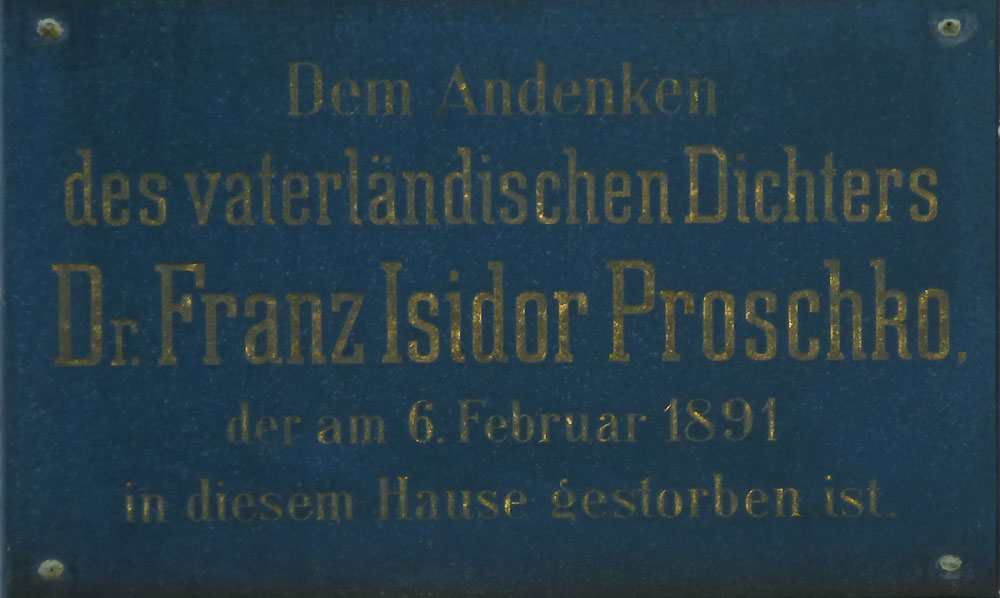 Dem Andenken
des vaterländischen Dichters
Dr. Franz Isidor Proschko,
der am 6. Februar 1891
in diesem Hause gestorben ist.